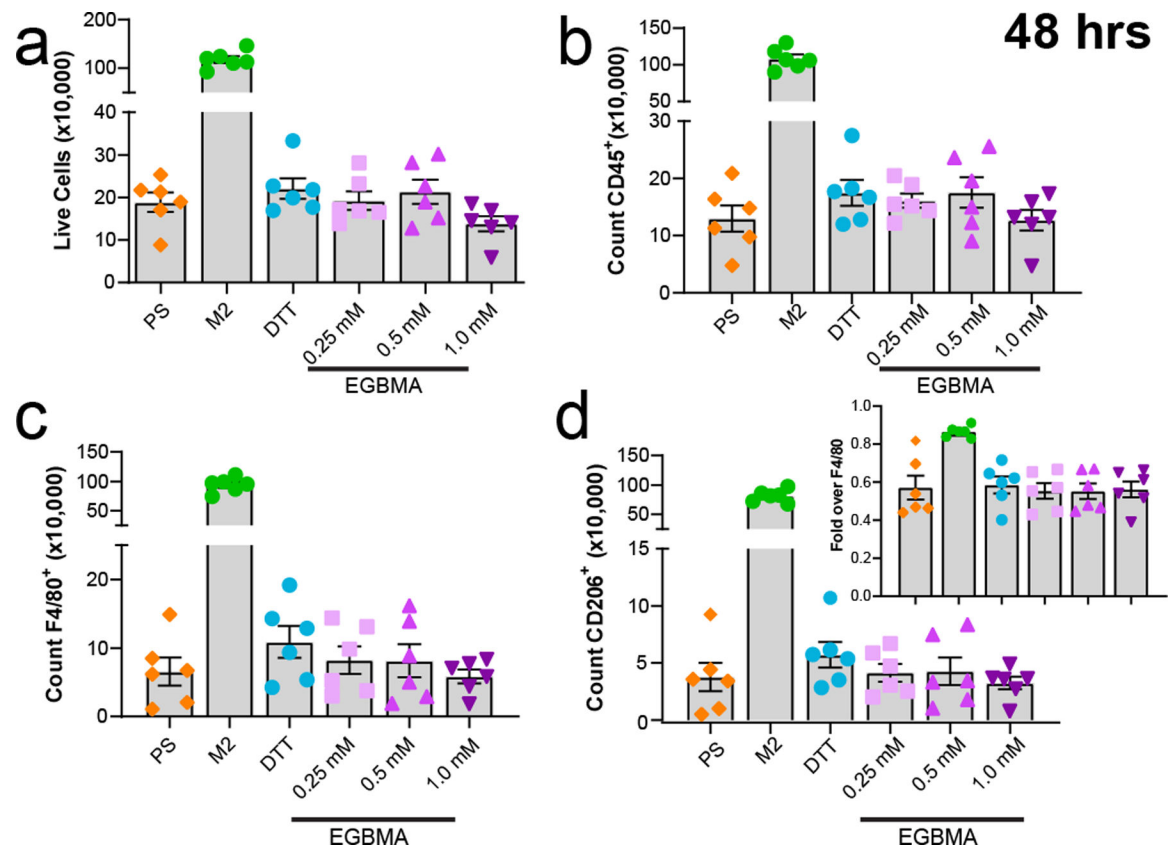 48 hrs
a
Live Cells (x10,000)
200
100
40
30
20
10
0
PS
M2
DTT
0.25 mM
0.5 mM
1.0 mM
EGBMA
b
Count CD45⁺(x10,000)
150
100
50
30
20
10
0
PS
M2
DTT
0.25 mM
0.5 mM
1.0 mM
EGBMA
c
Count F4/80⁺ (x10,000)
150
100
50
20
10
0
PS
M2
DTT
0.25 mM
0.5 mM
1.0 mM
EGBMA
d
Count CD206⁺ (x10,000)
150
100
50
15
10
5
0
PS
M2
DTT
0.25 mM
0.5 mM
1.0 mM
EGBMA
Fold over F4/80
1.0
0.8
0.6
0.4
0.2
0.0